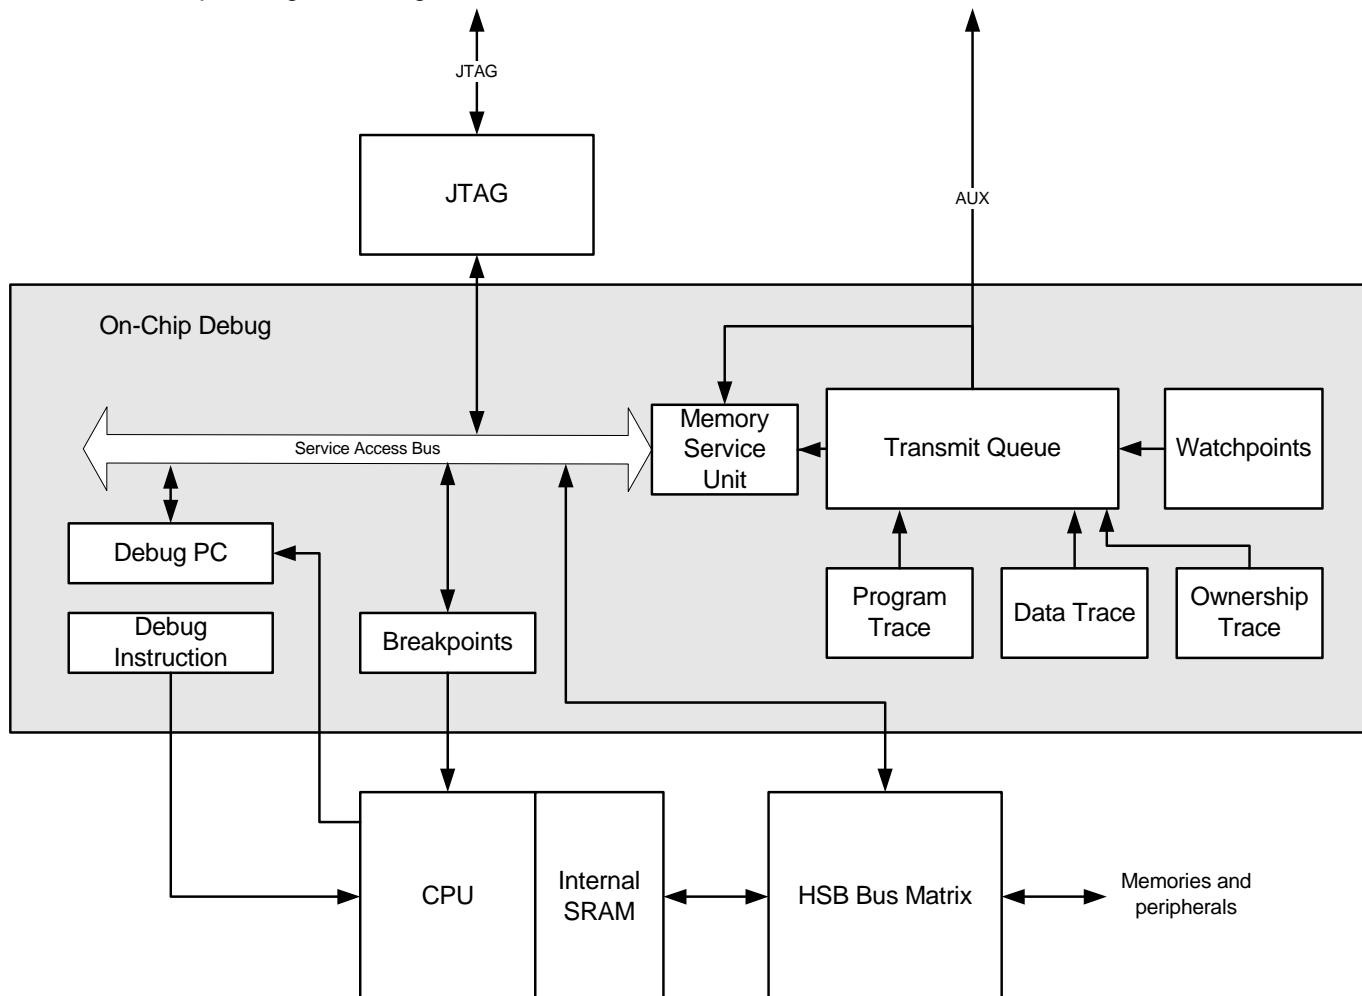 JTAG
JTAG
AUX
On-Chip Debug
Service Access Bus
Memory
Service
Unit
Transmit Queue
Watchpoints
Debug PC
Debug
Instruction
Breakpoints
Program
Trace
Data Trace
Ownership
Trace
CPU
Internal
SRAM
HSB Bus Matrix
Memories and
peripherals